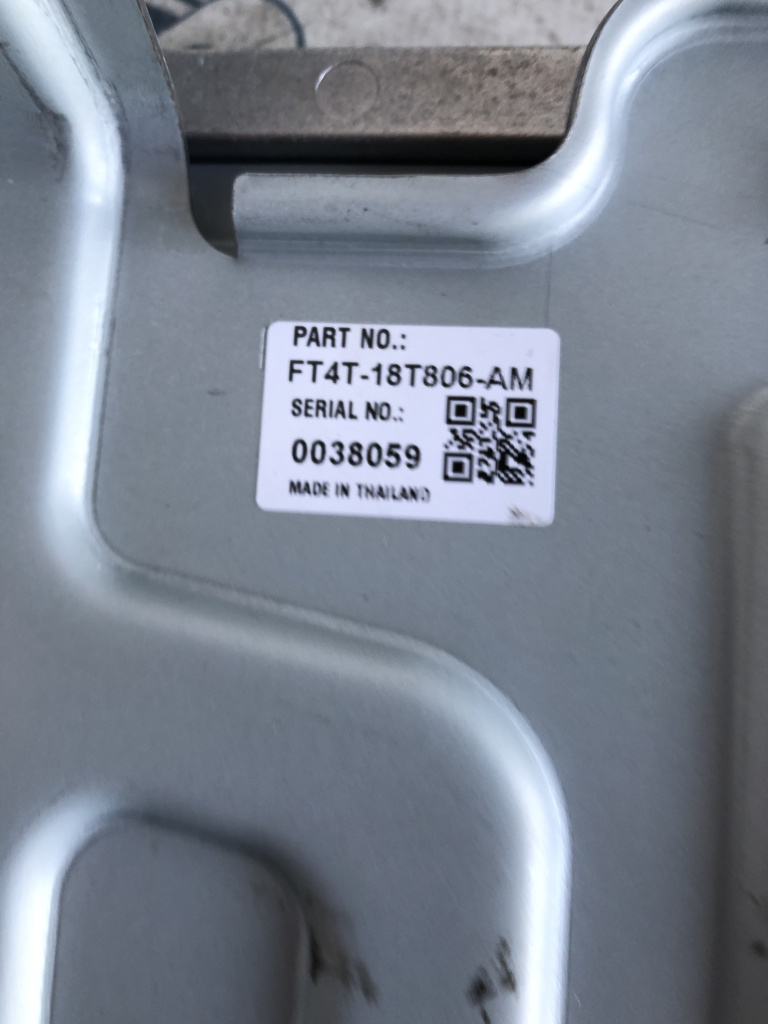 PART NO.:
FT4T-18T806-AM
SERIAL NO.:
0038059
MADE IN THAILAND